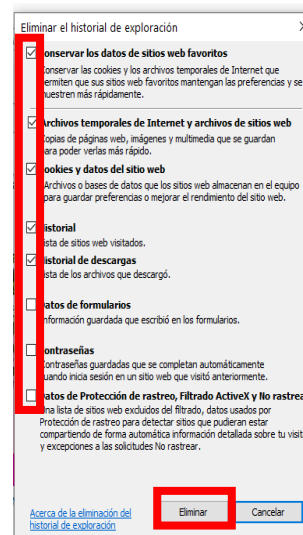 Eliminar el historial de exploración
Conservar los datos de sitios web favoritos
Conservar las cookies y los archivos temporales de Internet que
permiten que sus sitios web favoritos mantengan las preferencias y se
muestren más rápidamente.
Archivos temporales de Internet y archivos de sitios web
Copias de páginas web, imágenes y multimedia que se guardan
para poder verlas más rápido.
Cookies y datos del sitio web
Archivos o bases de datos que los sitios web almacenan en el equipo
para guardar preferencias o mejorar el rendimiento del sitio web.
Historial
Lista de sitios web visitados.
Historial de descargas
Lista de los archivos que descargó.
Datos de formularios
Información guardada que escribió en los formularios.
Contraseñas
Contraseñas guardadas que se completan automáticamente
cuando inicia sesión en un sitio web que visitó anteriormente.
Datos de Protección de rastreo, Filtrado ActiveX y No rastrea
Una lista de sitios web excluidos del filtrado, datos usados por
Protección de rastreo para detectar sitios que pudieran estar
compartiendo de forma automática información detallada sobre tu visit
y excepciones a las solicitudes No rastrear.
Acerca de la eliminación del
historial de exploración
Eliminar
Cancelar